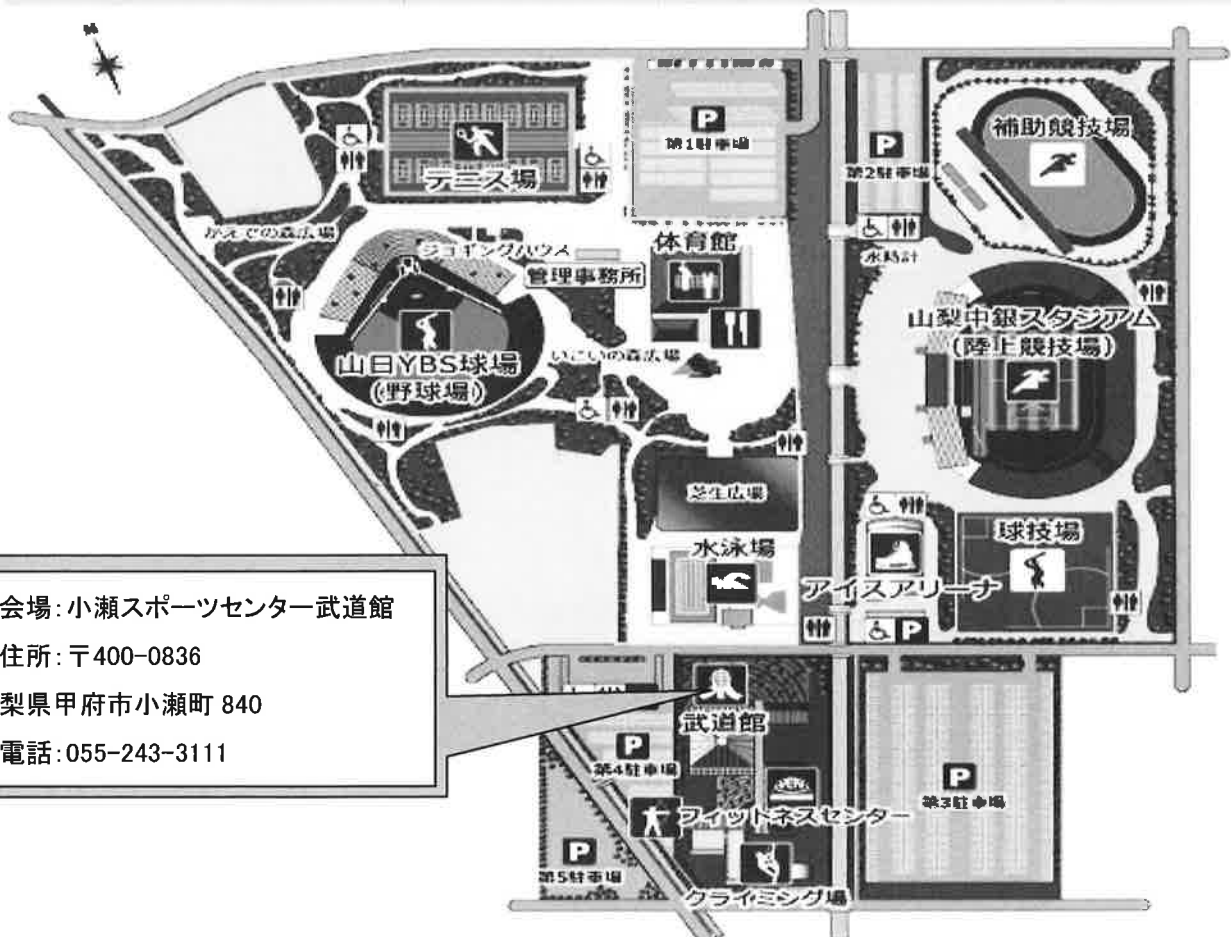 テニス場
P
第1駐車場
P
第2駐車場
補助競技場
かえでの森広場
ジョギングハウス
管理事務所
体育館
水時計
山梨中銀スタジアム
(陸上競技場)
山日YBS球場
(野球場)
いこいの森広場
芝生広場
水泳場
アイスアリーナ
球技場
P
会場:小瀬スポーツセンター武道館
住所:〒400-0836
梨県甲府市小瀬町 840
電話:055-243-3111
武道館
P
第4駐車場
P
第3駐車場
フィットネスセンター
P
第5駐車場
クライミング場